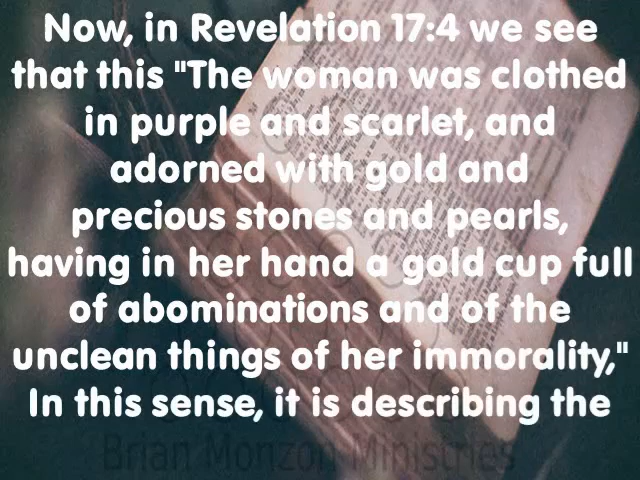 Now, in Revelation 17:4 we see
that this "The woman was clothed
in purple and scarlet, and
adorned with gold and
precious stones and pearls,
having in her hand a gold cup full
of abominations and of the
unclean things of her immorality,"
In this sense, it is describing the
Brian Monzon Ministries